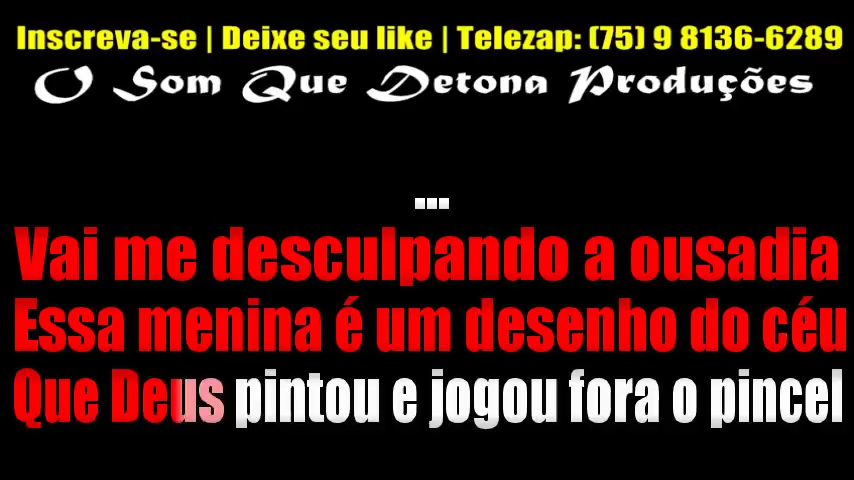 Inscreva-se | Deixe seu like | Telezap: (75) 9 8136-6289
O Som Que Detona Produções
...
Vai me desculpando a ousadia
Essa menina é um desenho do céu
Que Deus pintou e jogou fora o pincel